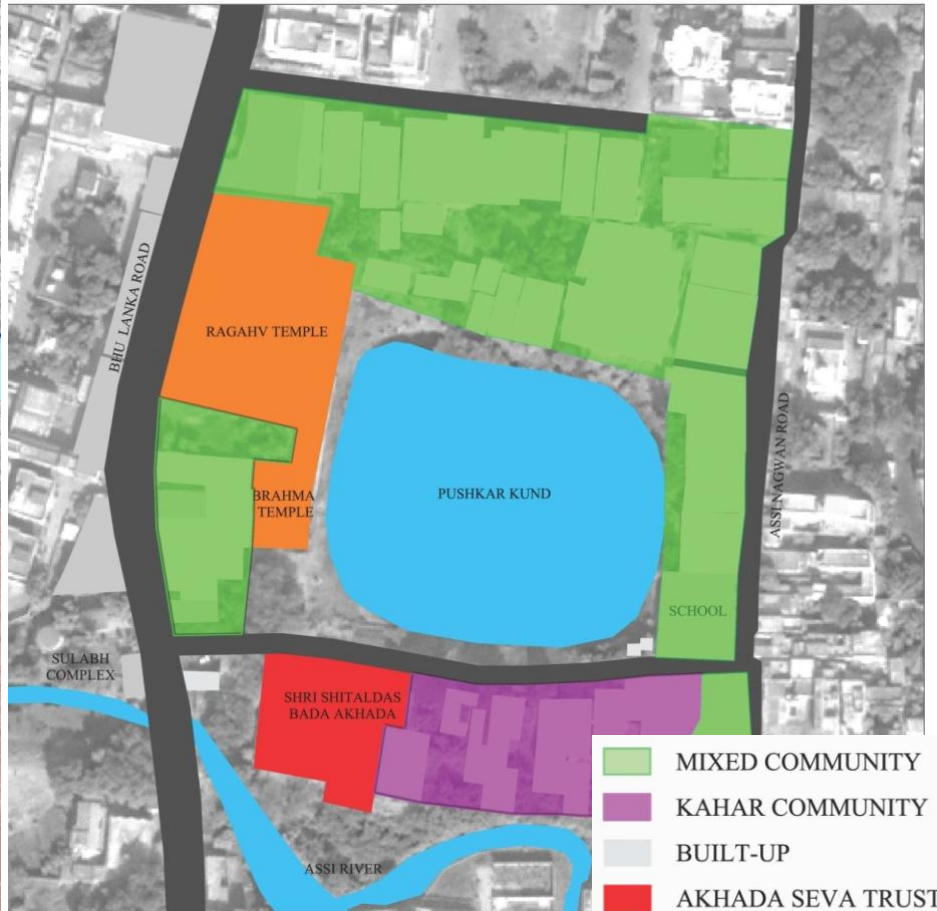 BHU LANKA ROAD
RAGAHV TEMPLE
BRAHMA
TEMPLE
PUSHKAR KUND
ASSI NAGWAN ROAD
SCHOOL
SULABH
COMPLEX
SHRI SHITALDAS
BADA AKHADA
ASSI RIVER
MIXED COMMUNITY
KAHAR COMMUNITY
BUILT-UP
AKHADA SEVA TRUST